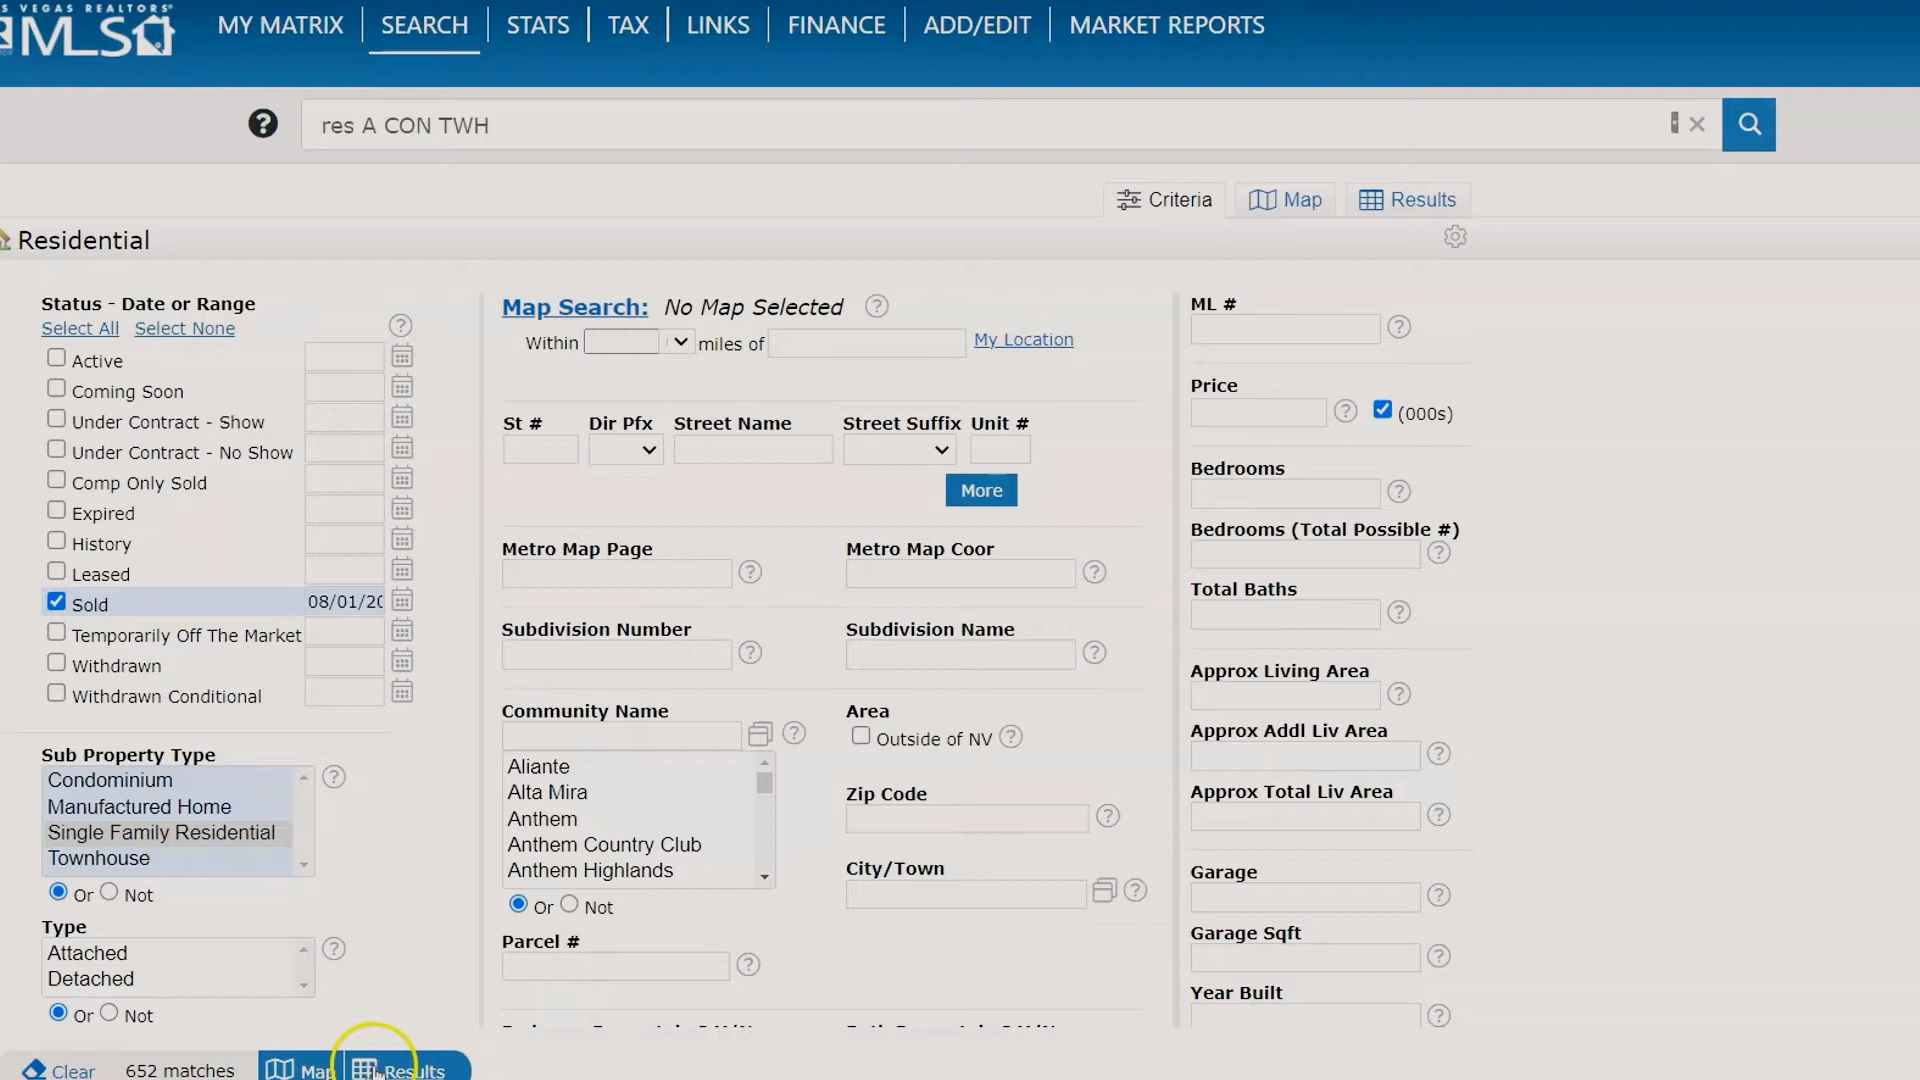 S VEGAS REALTORS®
MLS
MY MATRIX
SEARCH
STATS
TAX
LINKS
FINANCE
ADD/EDIT
MARKET REPORTS
res A CON TWH
Criteria
Map
Results
Residential
Status - Date or Range
Select All Select None
Active
Coming Soon
Under Contract - Show
Under Contract - No Show
Comp Only Sold
Expired
History
Leased
Sold 08/01/20
Temporarily Off The Market
Withdrawn
Withdrawn Conditional
Sub Property Type
Condominium
Manufactured Home
Single Family Residential
Townhouse
Or Not
Type
Attached
Detached
Or Not
Map Search: No Map Selected
Within miles of My Location
St # Dir Pfx Street Name Street Suffix Unit #
More
Metro Map Page Metro Map Coor
Subdivision Number Subdivision Name
Community Name
Aliante
Alta Mira
Anthem
Anthem Country Club
Anthem Highlands
Or Not
Parcel #
Area
Outside of NV
Zip Code
City/Town
ML #
Price
(000s)
Bedrooms
Bedrooms (Total Possible #)
Total Baths
Approx Living Area
Approx Addl Liv Area
Approx Total Liv Area
Garage
Garage Sqft
Year Built
Clear 652 matches Map Results